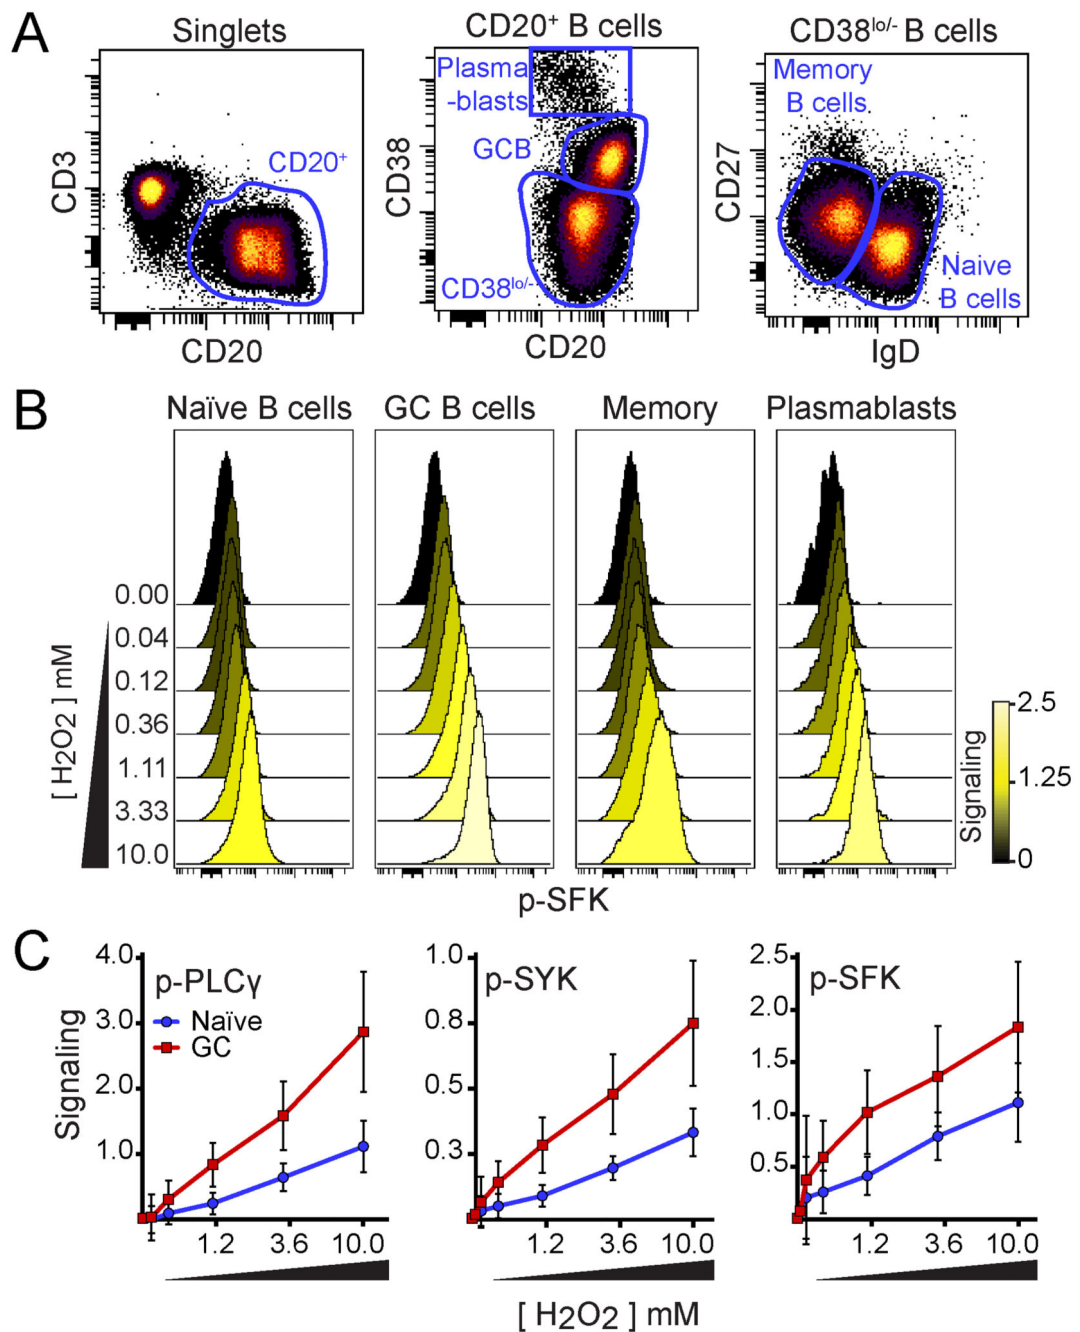 A
Singlets
CD20+ B cells
CD38lo/- B cells
CD3
CD20+
CD20
CD38
Plasma
-blasts
GCB
CD38lo/-
CD20
CD27
Memory
B cells
Naive
B cells
IgD
B
Naïve B cells
GC B cells
Memory
Plasmablasts
[ H2O2 ] mM
0.00
0.04
0.12
0.36
1.11
3.33
10.0
p-SFK
Signaling
2.5
1.25
0
C
Signaling
4.0
3.0
2.0
1.0
p-PLCγ
Naïve
GC
1.2 3.6 10.0
1.0
0.8
0.5
0.3
p-SYK
1.2 3.6 10.0
2.5
2.0
1.5
1.0
0.5
p-SFK
1.2 3.6 10.0
[ H2O2 ] mM